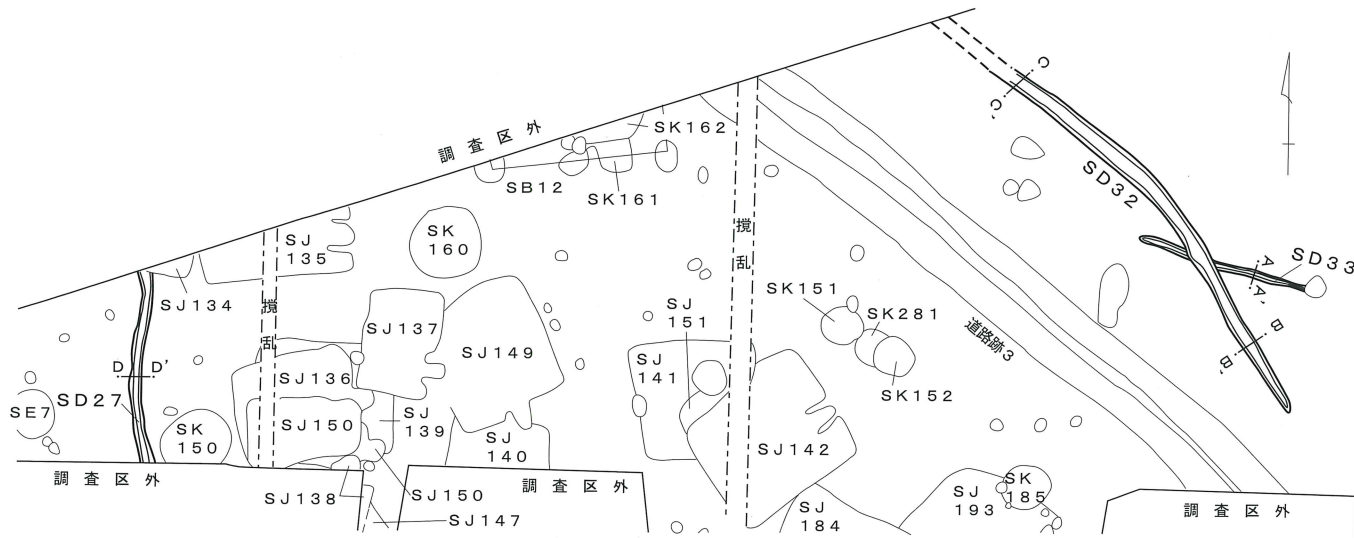 調査区外
SK162
SB12
SK161
C
C'
SD32
SD33
A
A'
B
B'
撹乱
SK
160
SJ
135
SJ134
撹乱
SJ137
SJ149
SJ136
SJ
151
SJ
141
SK151
SK281
SK152
道路跡3
D
D'
SD27
SE7
SK
150
SJ150
SJ
139
SJ
140
SJ142
SJ138
SJ150
SJ147
調査区外
調査区外
SJ
184
SJ
193
SK
185
調査区外